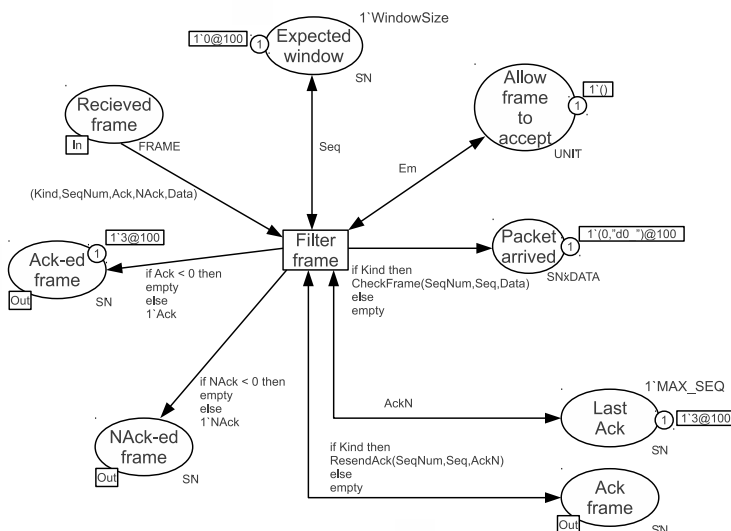 1`WindowSize
1`0@100
1
Expected
window
SN
Allow
frame
to
accept
1`()
1
UNIT
Recieved
frame
In
FRAME
Seq
Em
(Kind,SeqNum,Ack,NAck,Data)
1`3@100
1
Ack-ed
frame
Out
SN
Filter
frame
Packet
arrived
1
1`(0,"d0 ")@100
SNxDATA
if Ack < 0 then
empty
else
1`Ack
if Kind then
CheckFrame(SeqNum,Seq,Data)
else
empty
if NAck < 0 then
empty
else
1`NAck
AckN
1`MAX_SEQ
Last
Ack
1
1`3@100
SN
NAck-ed
frame
Out
SN
if Kind then
ResendAck(SeqNum,Seq,AckN)
else
empty
Ack
frame
Out
SN